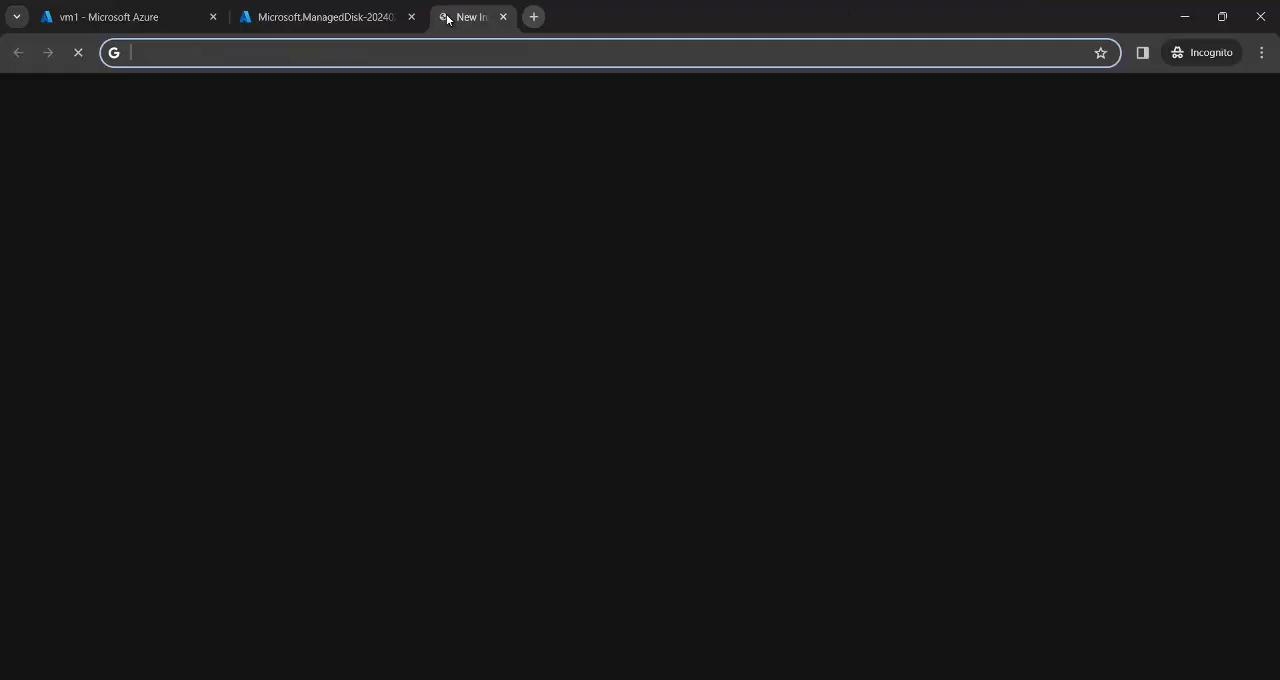 vm1 - Microsoft Azure
Microsoft.ManagedDisk-20240
New In
G
Incognito